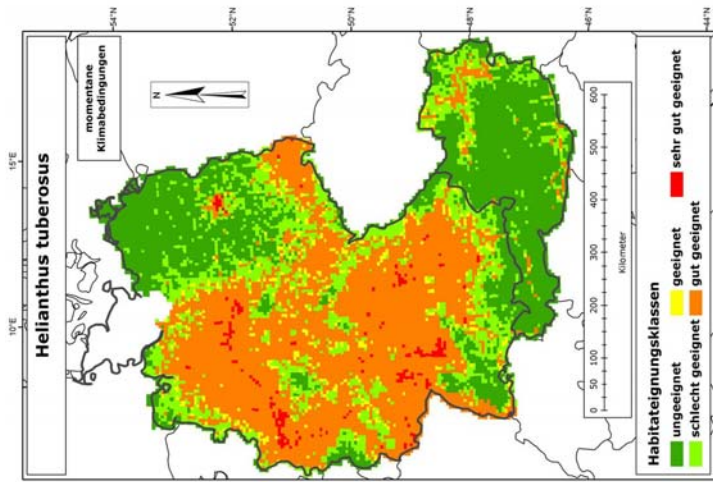 Helianthus tuberosus
momentane
Klimabedingungen
N
10°E
15°E
54°N
52°N
50°N
48°N
46°N
44°N
0 50 100 200 300 400 500 600
Kilometer
Habitateignungsklassen
ungeeignet
geeignet
sehr gut geeignet
schlecht geeignet
gut geeignet